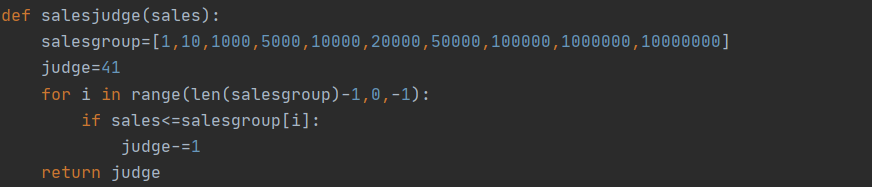 def salesjudge(sales):
    salesgroup=[1,10,1000,5000,10000,20000,50000,100000,1000000,10000000]
    judge=41
    for i in range(len(salesgroup)-1,0,-1):
        if sales<=salesgroup[i]:
            judge-=1
    return judge